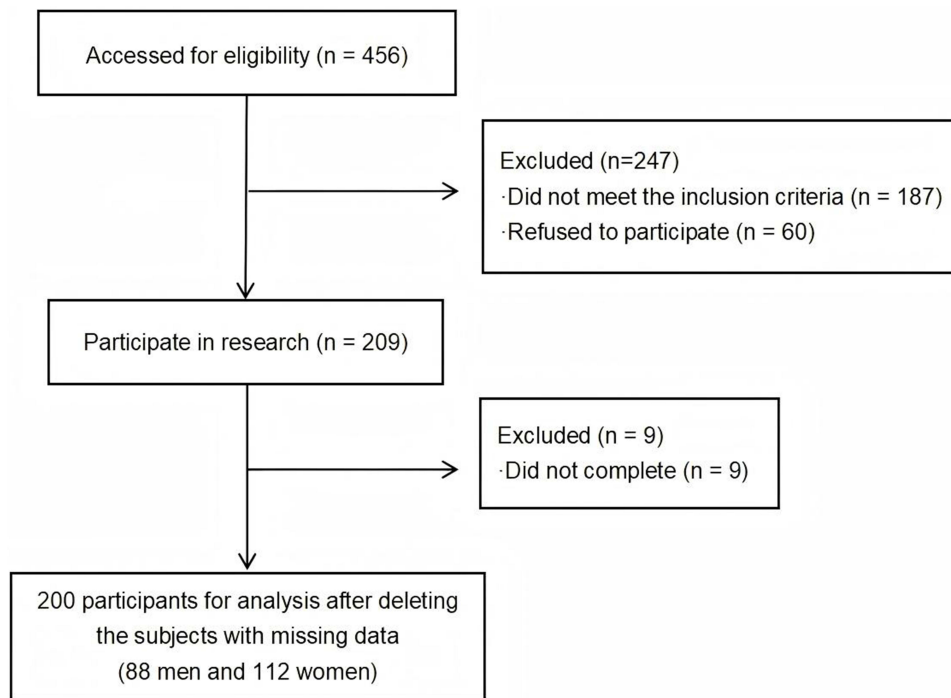 Accessed for eligibility (n = 456)
Excluded (n=247)
·Did not meet the inclusion criteria (n = 187)
·Refused to participate (n = 60)
Participate in research (n = 209)
Excluded (n = 9)
·Did not complete (n = 9)
200 participants for analysis after deleting
the subjects with missing data
(88 men and 112 women)